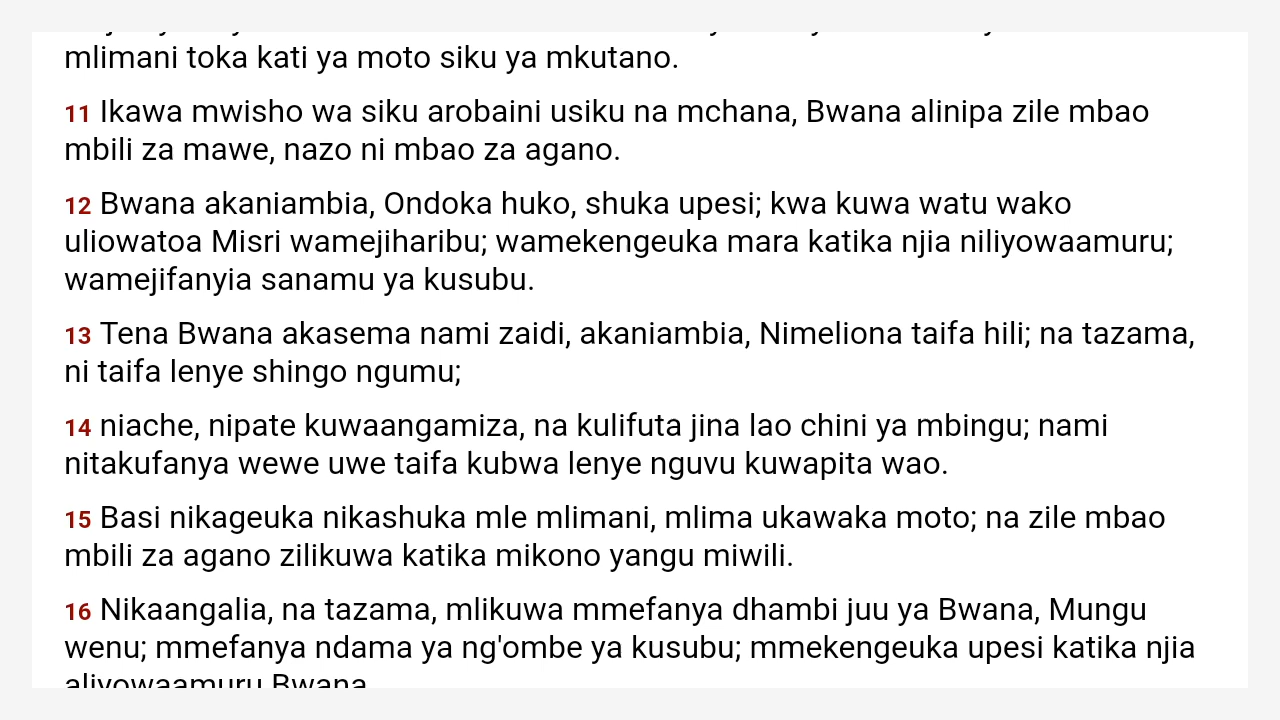 mlimani toka kati ya moto siku ya mkutano.
11 Ikawa mwisho wa siku arobaini usiku na mchana, Bwana alinipa zile mbao
mbili za mawe, nazo ni mbao za agano.
12 Bwana akaniambia, Ondoka huko, shuka upesi; kwa kuwa watu wako
uliowatoa Misri wamejiharibu; wamekengeuka mara katika njia niliyowaamuru;
wamejifanyia sanamu ya kusubu.
13 Tena Bwana akasema nami zaidi, akaniambia, Nimeliona taifa hili; na tazama,
ni taifa lenye shingo ngumu;
14 niache, nipate kuwaangamiza, na kulifuta jina lao chini ya mbingu; nami
nitakufanya wewe uwe taifa kubwa lenye nguvu kuwapita wao.
15 Basi nikageuka nikashuka mle mlimani, mlima ukawaka moto; na zile mbao
mbili za agano zilikuwa katika mikono yangu miwili.
16 Nikaangalia, na tazama, mlikuwa mmefanya dhambi juu ya Bwana, Mungu
wenu; mmefanya ndama ya ng'ombe ya kusubu; mmekengeuka upesi katika njia
aliyowaamuru Bwana.